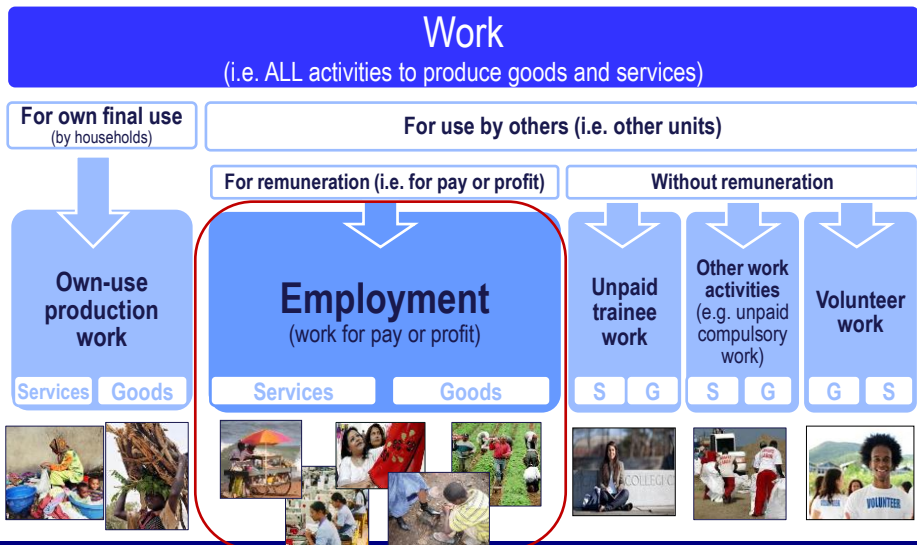 Work
(i.e. ALL activities to produce goods and services)
For own final use
(by households)
For use by others (i.e. other units)
For remuneration (i.e. for pay or profit)
Without remuneration
Own-use
production
work
Services
Goods
Employment
(work for pay or profit)
Services
Goods
Unpaid
trainee
work
S
G
Other work
activities
(e.g. unpaid
compulsory
work)
S
G
Volunteer
work
G
S
VOLUNTEER